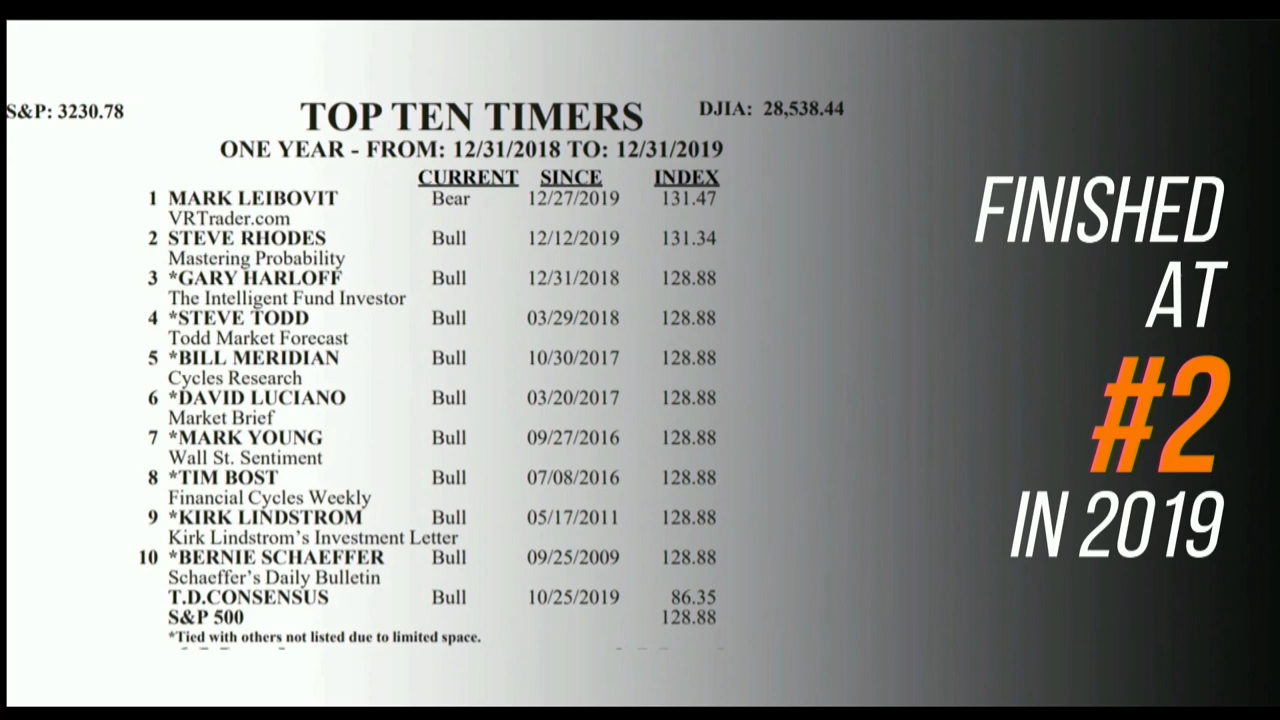 S&P: 3230.78
TOP TEN TIMERS
DJIA: 28,538.44
ONE YEAR - FROM: 12/31/2018 TO: 12/31/2019
CURRENT SINCE INDEX
1 MARK LEIBOVIT Bear 12/27/2019 131.47
VRTrader.com
2 STEVE RHODES Bull 12/12/2019 131.34
Mastering Probability
3 *GARY HARLOFF Bull 12/31/2018 128.88
The Intelligent Fund Investor
4 *STEVE TODD Bull 03/29/2018 128.88
Todd Market Forecast
5 *BILL MERIDIAN Bull 10/30/2017 128.88
Cycles Research
6 *DAVID LUCIANO Bull 03/20/2017 128.88
Market Brief
7 *MARK YOUNG Bull 09/27/2016 128.88
Wall St. Sentiment
8 *TIM BOST Bull 07/08/2016 128.88
Financial Cycles Weekly
9 *KIRK LINDSTROM Bull 05/17/2011 128.88
Kirk Lindstrom's Investment Letter
10 *BERNIE SCHAEFFER Bull 09/25/2009 128.88
Schaeffer's Daily Bulletin
T.D.CONSENSUS Bull 10/25/2019 86.35
S&P 500 128.88
*Tied with others not listed due to limited space.
FINISHED
AT
#2
IN 2019